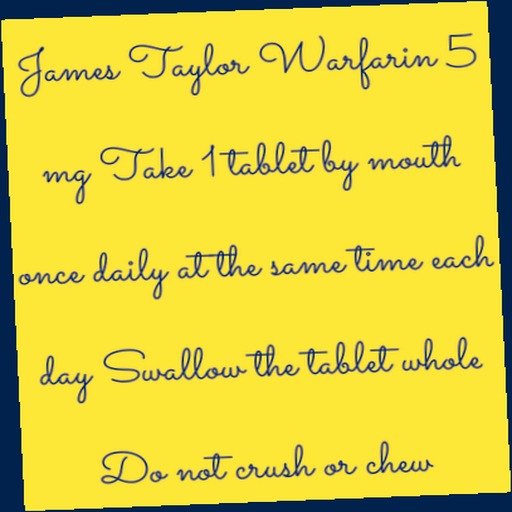 James Taylor Warfarin 5
mg Take 1 tablet by mouth
once daily at the same time each
day Swallow the tablet whole
Do not crush or chew